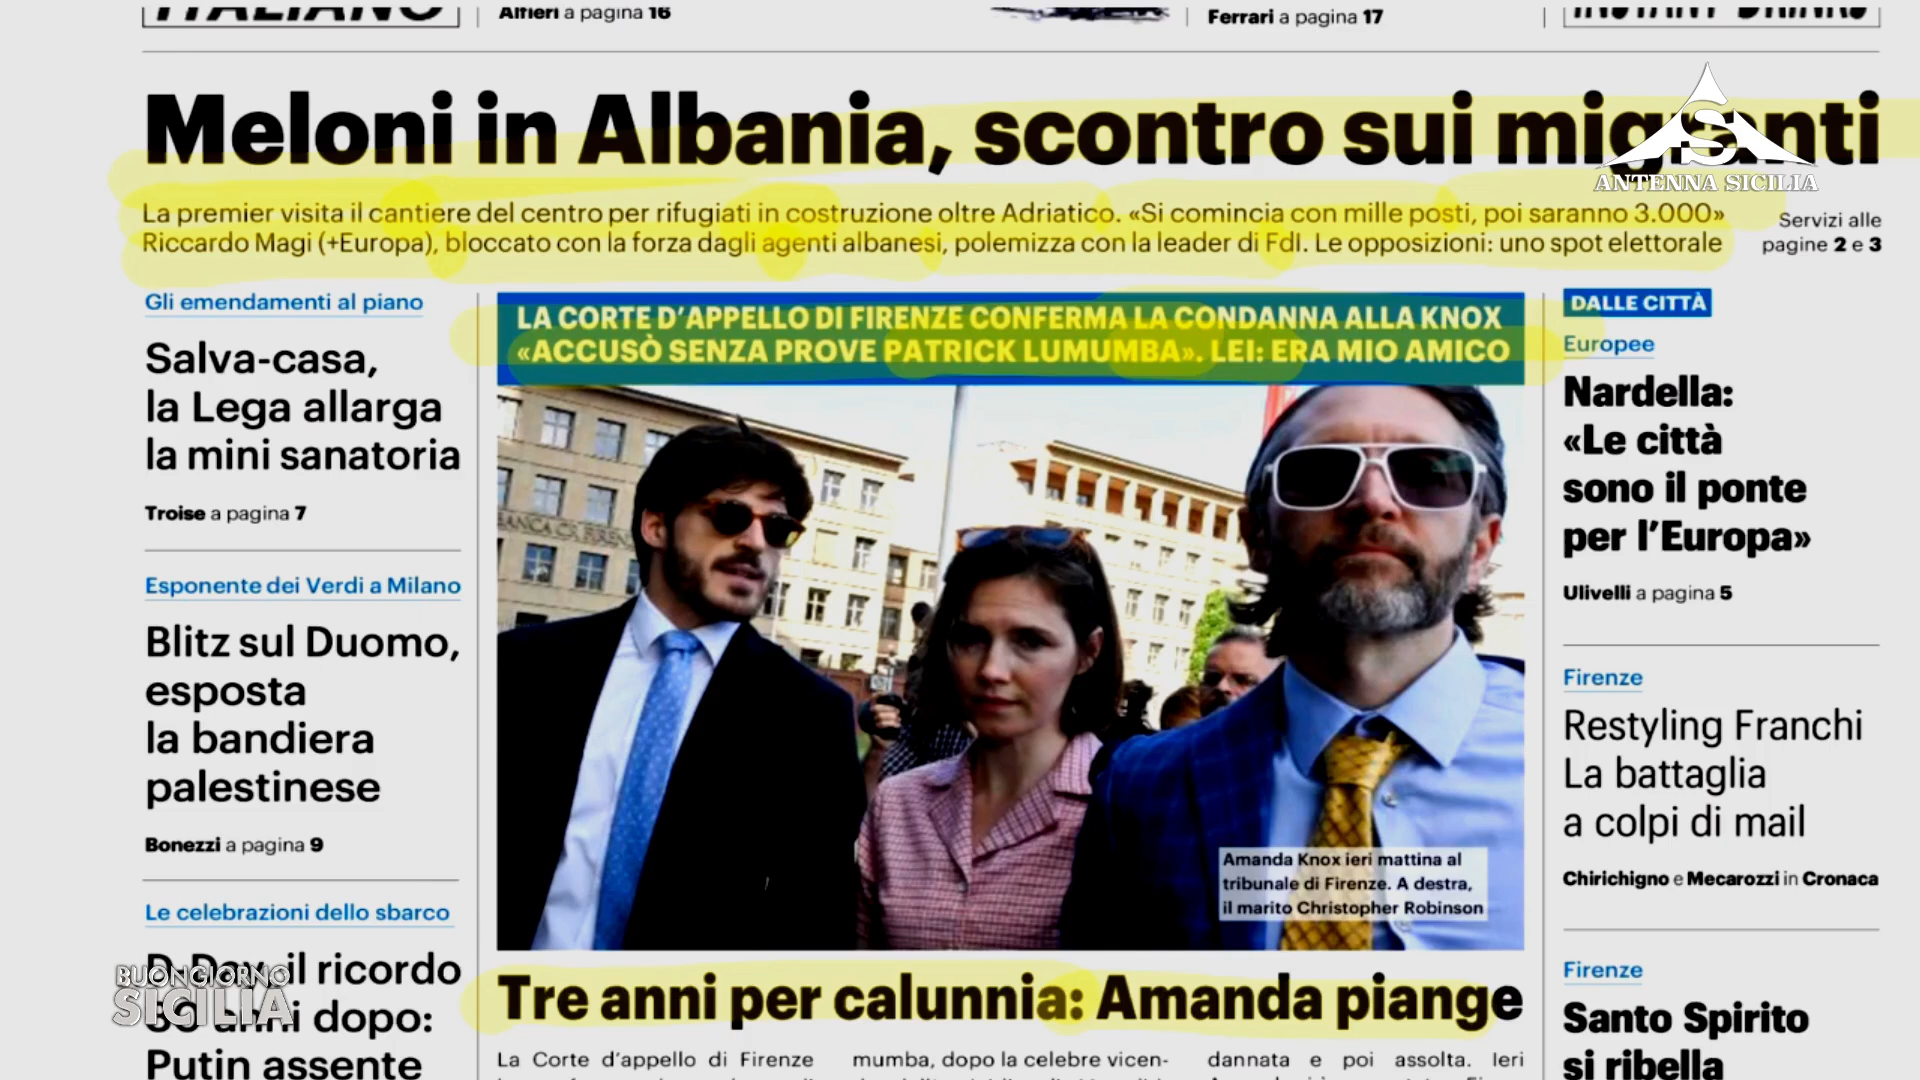 ITALIANO
Alfieri a pagina 16
Ferrari a pagina 17
INSTANT DRINKS
Meloni in Albania, scontro sui migranti
ANTENNA SICILIA
La premier visita il cantiere del centro per rifugiati in costruzione oltre Adriatico. «Si comincia con mille posti, poi saranno 3.000»
Riccardo Magi (+Europa), bloccato con la forza dagli agenti albanesi, polemizza con la leader di FdI. Le opposizioni: uno spot elettorale
Servizi alle
pagine 2 e 3
Gli emendamenti al piano
Salva-casa,
la Lega allarga
la mini sanatoria
Troise a pagina 7
Esponente dei Verdi a Milano
Blitz sul Duomo,
esposta
la bandiera
palestinese
Bonezzi a pagina 9
Le celebrazioni dello sbarco
D-Day, il ricordo
80 anni dopo:
Putin assente
BUONGIORNO
SICILIA
LA CORTE D'APPELLO DI FIRENZE CONFERMA LA CONDANNA ALLA KNOX
«ACCUSÒ SENZA PROVE PATRICK LUMUMBA». LEI: ERA MIO AMICO
Amanda Knox ieri mattina al
tribunale di Firenze. A destra,
il marito Christopher Robinson
Tre anni per calunnia: Amanda piange
La Corte d'appello di Firenze
mumba, dopo la celebre vicen-
dannata e poi assolta. Ieri
DALLE CITTÀ
Europee
Nardella:
«Le città
sono il ponte
per l'Europa»
Ulivelli a pagina 5
Firenze
Restyling Franchi
La battaglia
a colpi di mail
Chirichigno e Mecarozzi in Cronaca
Firenze
Santo Spirito
si ribella